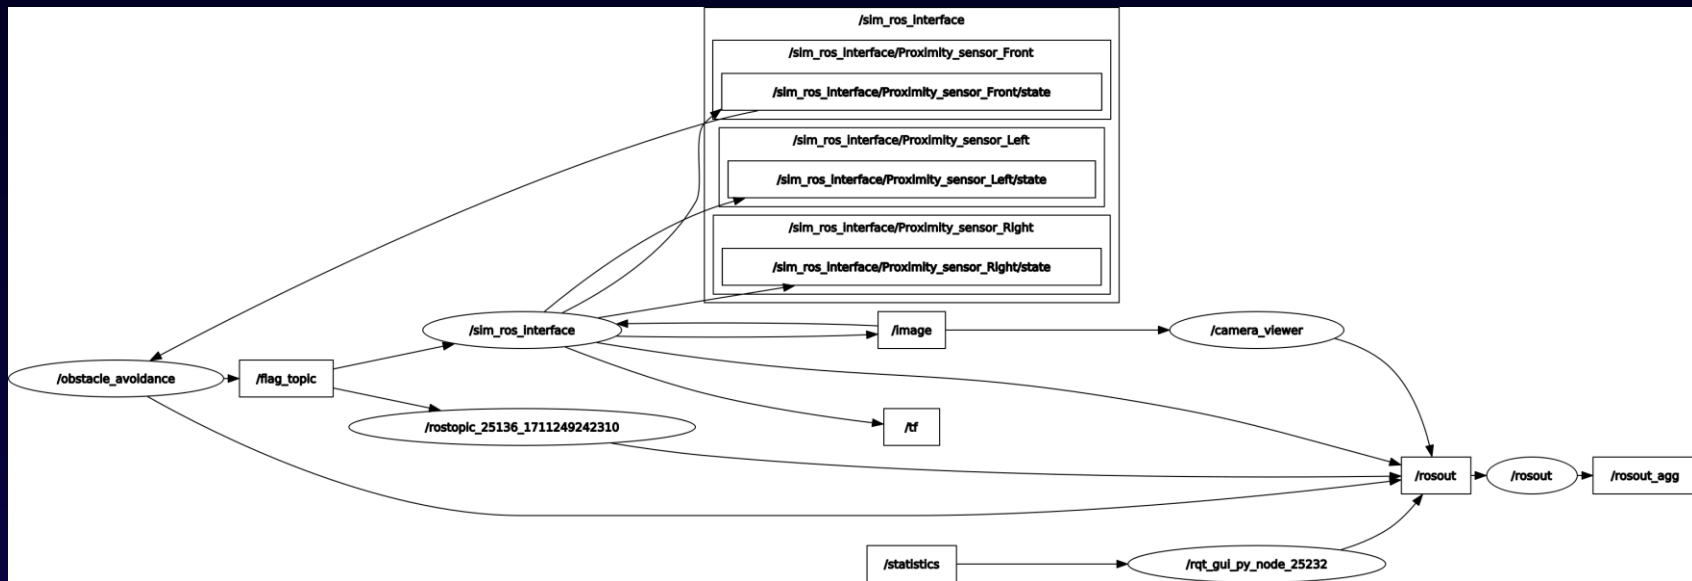 /sim_ros_interface
/sim_ros_interface/Proximity_sensor_Front
/sim_ros_interface/Proximity_sensor_Front/state
/sim_ros_interface/Proximity_sensor_Left
/sim_ros_interface/Proximity_sensor_Left/state
/sim_ros_interface/Proximity_sensor_Right
/sim_ros_interface/Proximity_sensor_Right/state
/sim_ros_interface
/image
/camera_viewer
/obstacle_avoidance
/flag_topic
/rostopic_25136_1711249242310
/tf
/rosout
/rosout
/rosout_agg
/statistics
/rqt_gui_py_node_25232